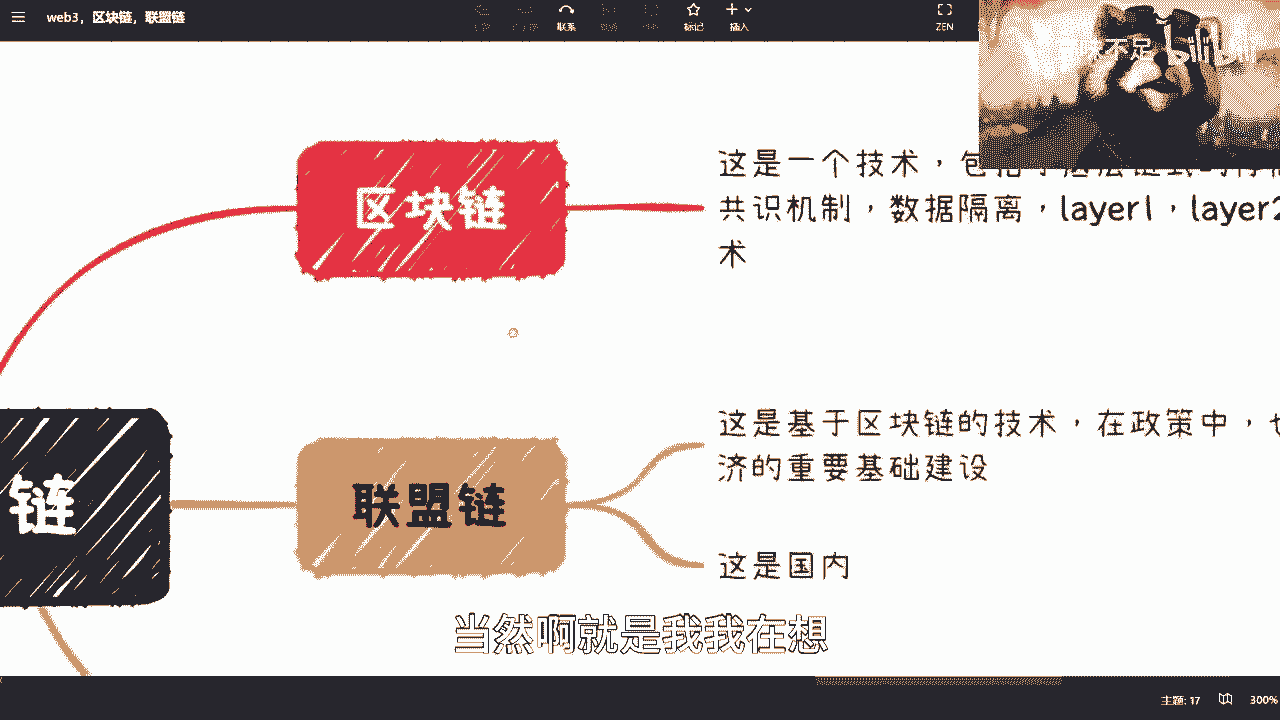 web3，区块链，联盟链
联系
标记
插入
ZEN
不足 bilibili
区块链
这是一个技术，包括
共识机制，数据隔离，layer1，layer2
术
这是基于区块链的技术，在政策中，
济的重要基础建设
链
联盟链
这是国内
当然啊就是我我在想
主题: 17
300%